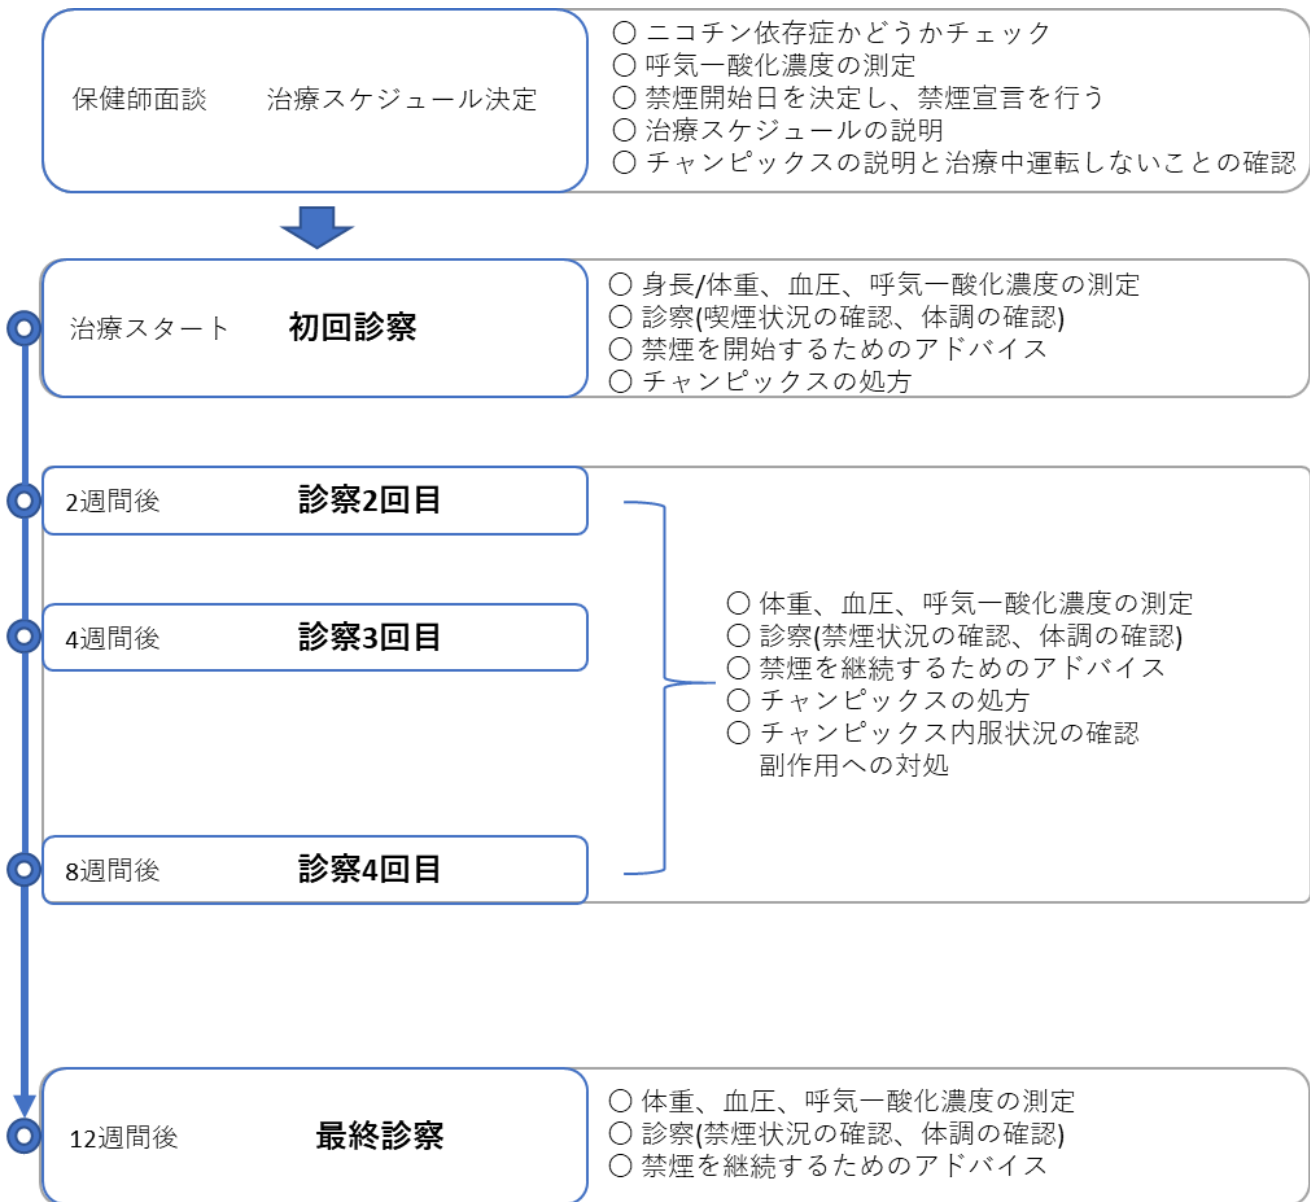 保健師面談 治療スケジュール決定
〇 ニコチン依存症かどうかチェック
〇 呼気一酸化濃度の測定
〇 禁煙開始日を決定し、禁煙宣言を行う
〇 治療スケジュールの説明
〇 チャンピックスの説明と治療中運転しないことの確認
治療スタート 初回診察
〇 身長/体重、血圧、呼気一酸化濃度の測定
〇 診察(喫煙状況の確認、体調の確認)
〇 禁煙を開始するためのアドバイス
〇 チャンピックスの処方
2週間後 診察2回目
4週間後 診察3回目
8週間後 診察4回目
〇 体重、血圧、呼気一酸化濃度の測定
〇 診察(禁煙状況の確認、体調の確認)
〇 禁煙を継続するためのアドバイス
〇 チャンピックスの処方
〇 チャンピックス内服状況の確認
副作用への対処
12週間後 最終診察
〇 体重、血圧、呼気一酸化濃度の測定
〇 診察(禁煙状況の確認、体調の確認)
〇 禁煙を継続するためのアドバイス